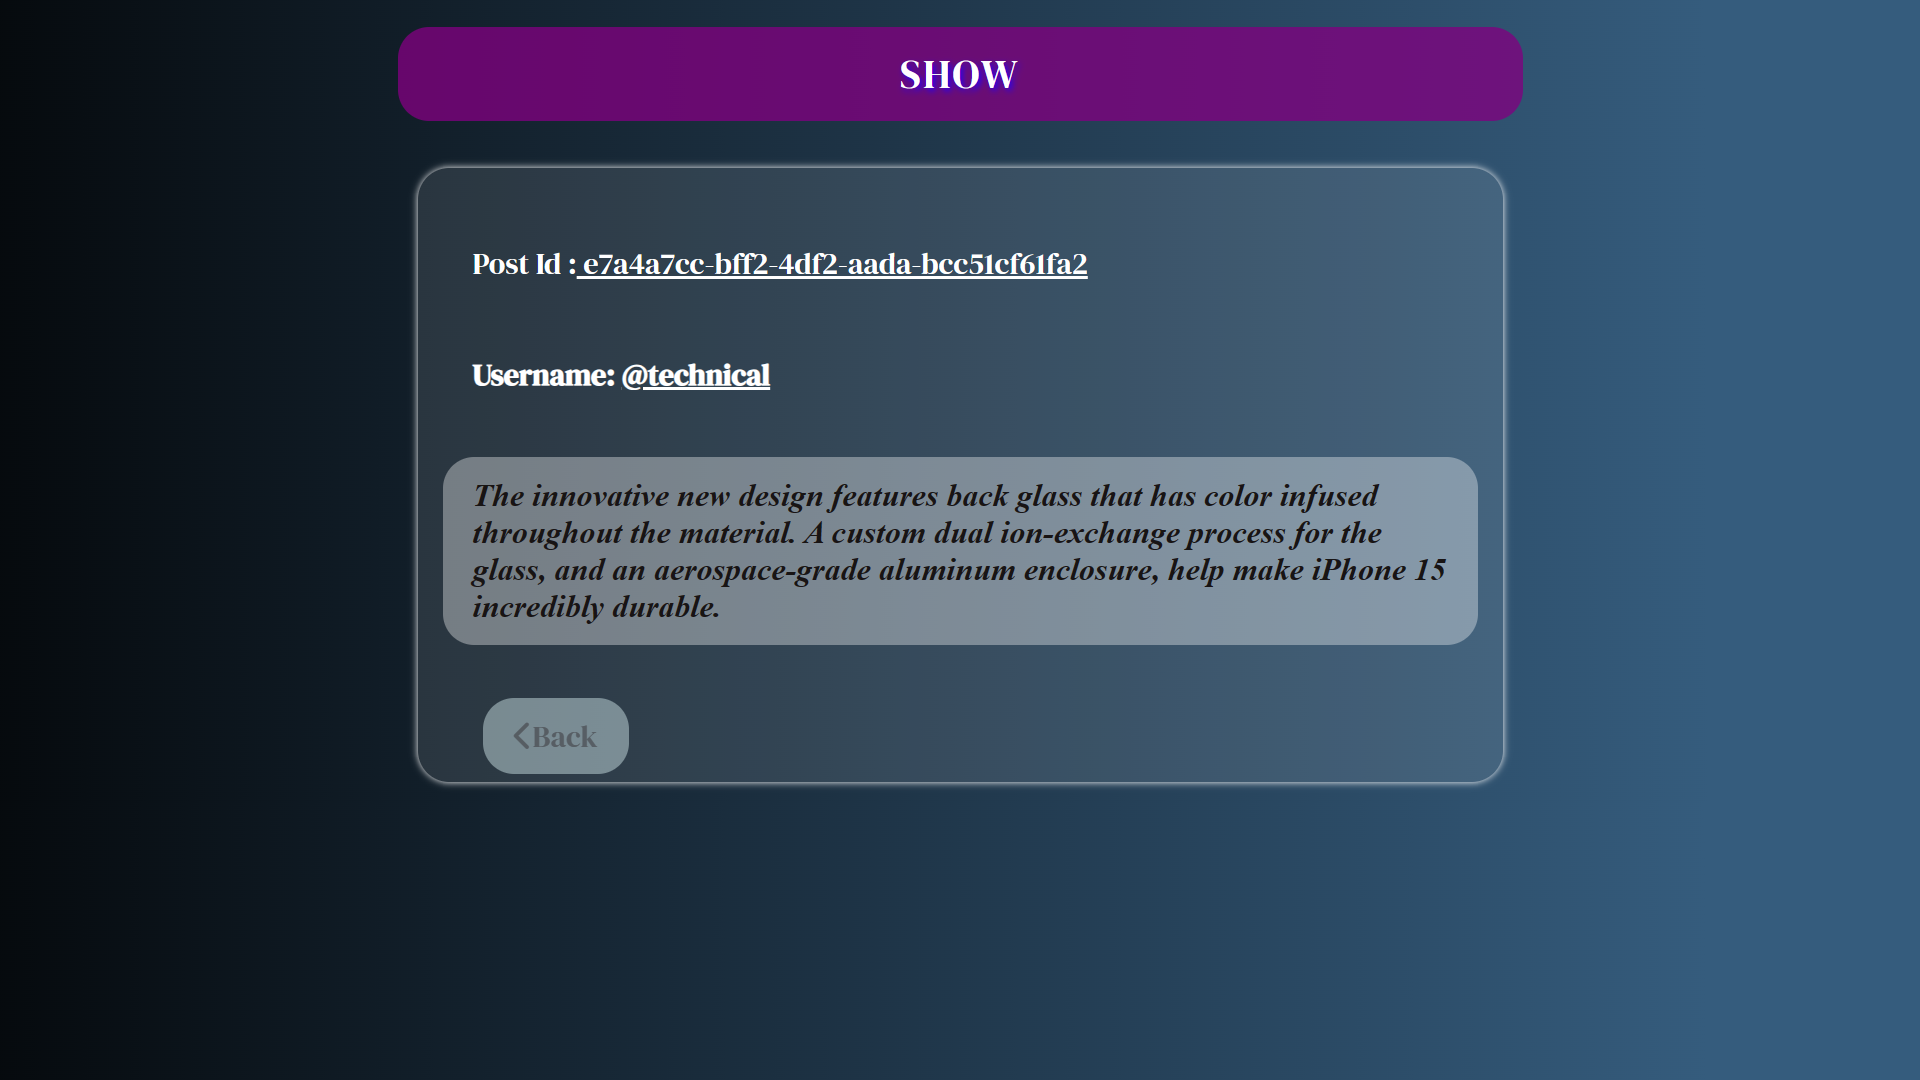 SHOW
Post Id : e7a4a7cc-bff2-4df2-aada-bcc51cf61fa2
Username: @technical
The innovative new design features back glass that has color infused
throughout the material. A custom dual ion-exchange process for the
glass, and an aerospace-grade aluminum enclosure, help make iPhone 15
incredibly durable.
Back